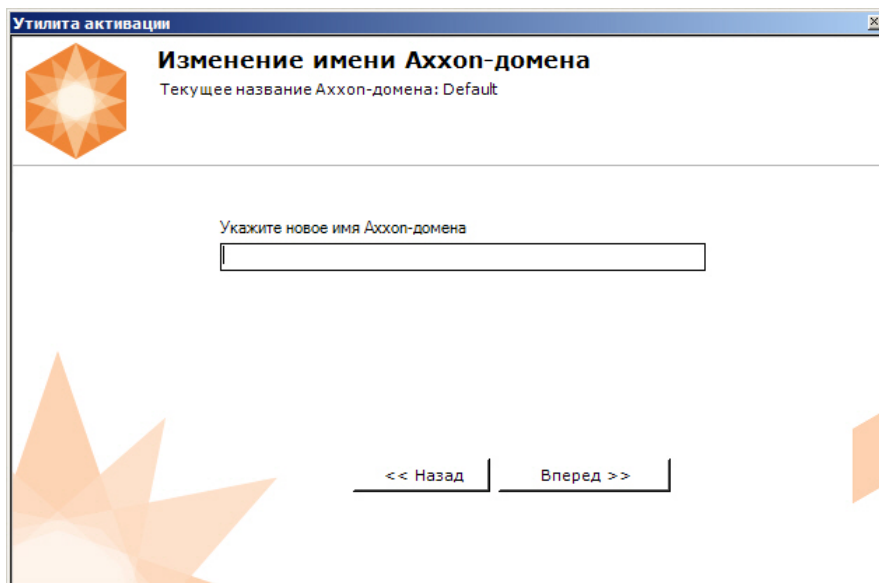 Утилита активации
Изменение имени Axxon-домена
Текущее название Axxon-домена: Default
Укажите новое имя Axxon-домена
<< Назад
Вперед >>